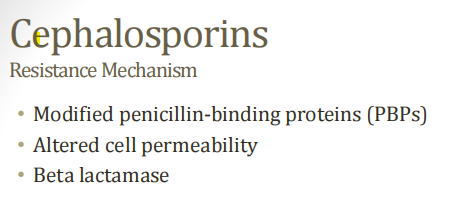 Cephalosporins
Resistance Mechanism
• Modified penicillin-binding proteins (PBPs)
• Altered cell permeability
• Beta lactamase